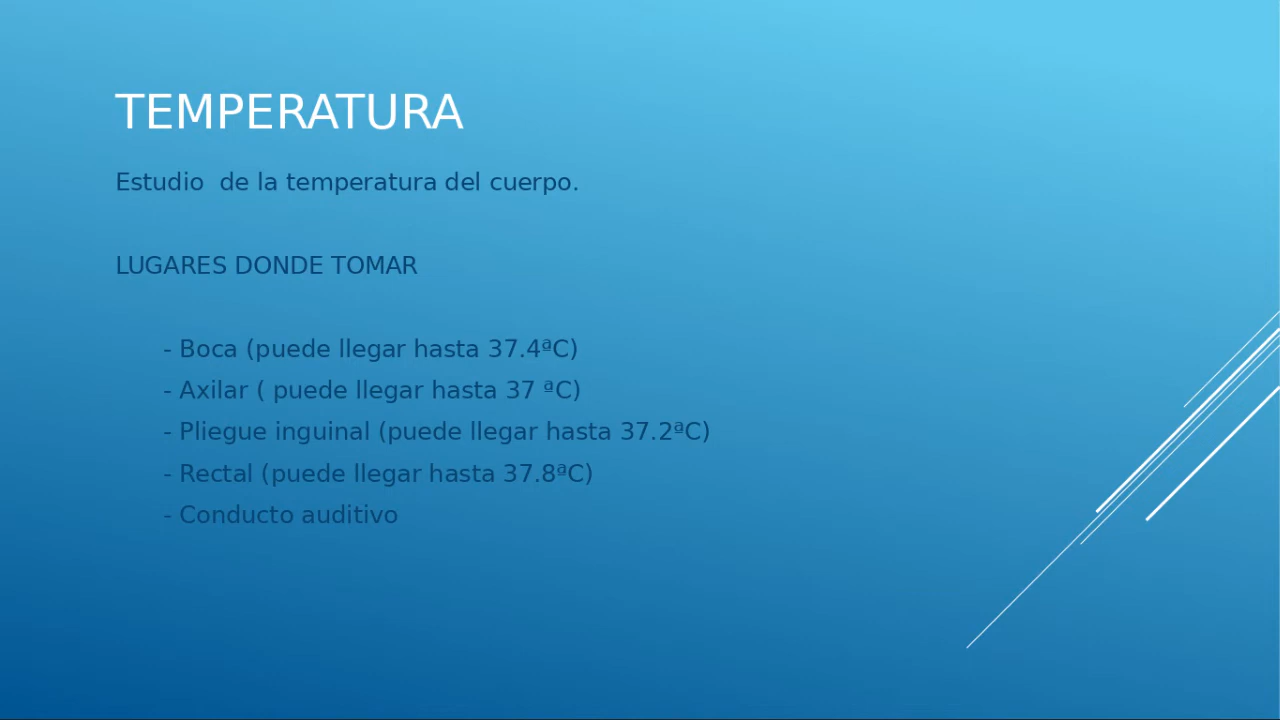 TEMPERATURA
Estudio  de la temperatura del cuerpo.
LUGARES DONDE TOMAR
- Boca (puede llegar hasta 37.4ªC)
- Axilar ( puede llegar hasta 37 ªC)
- Pliegue inguinal (puede llegar hasta 37.2ªC)
- Rectal (puede llegar hasta 37.8ªC)
- Conducto auditivo